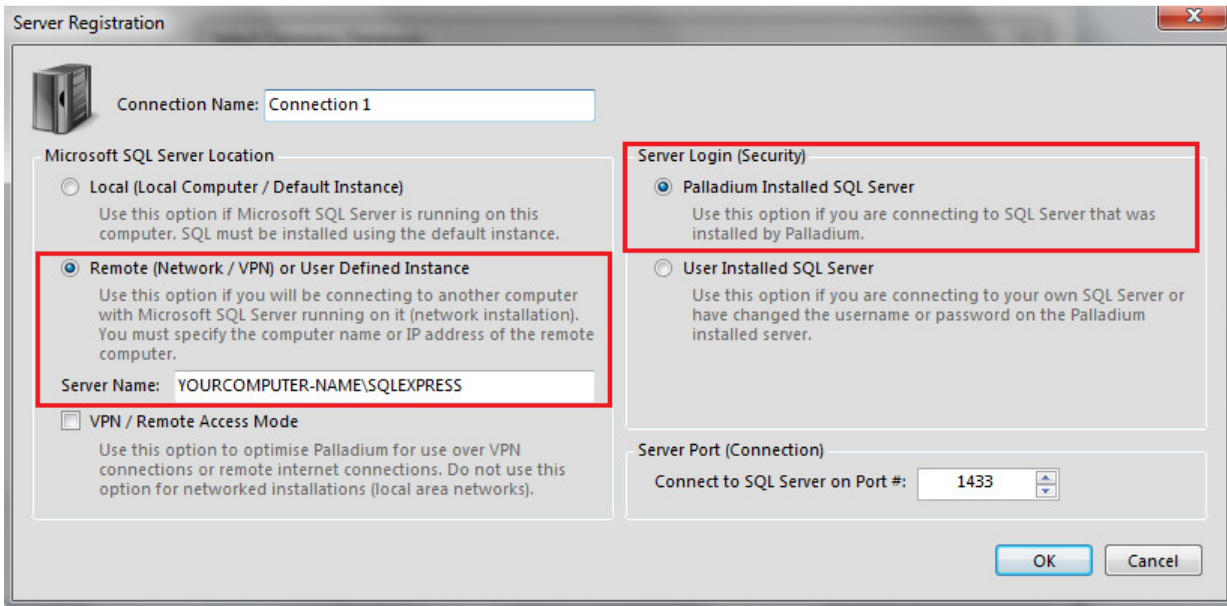 Server Registration
Connection Name: Connection 1
Microsoft SQL Server Location
Local (Local Computer / Default Instance)
Use this option if Microsoft SQL Server is running on this
computer. SQL must be installed using the default instance.
Remote (Network / VPN) or User Defined Instance
Use this option if you will be connecting to another computer
with Microsoft SQL Server running on it (network installation).
You must specify the computer name or IP address of the remote
computer.
Server Name: YOURCOMPUTER-NAME\SQLEXPRESS
VPN / Remote Access Mode
Use this option to optimise Palladium for use over VPN
connections or remote internet connections. Do not use this
option for networked installations (local area networks).
Server Login (Security)
Palladium Installed SQL Server
Use this option if you are connecting to SQL Server that was
installed by Palladium.
User Installed SQL Server
Use this option if you are connecting to your own SQL Server or
have changed the username or password on the Palladium
installed server.
Server Port (Connection)
Connect to SQL Server on Port #: 1433
OK Cancel